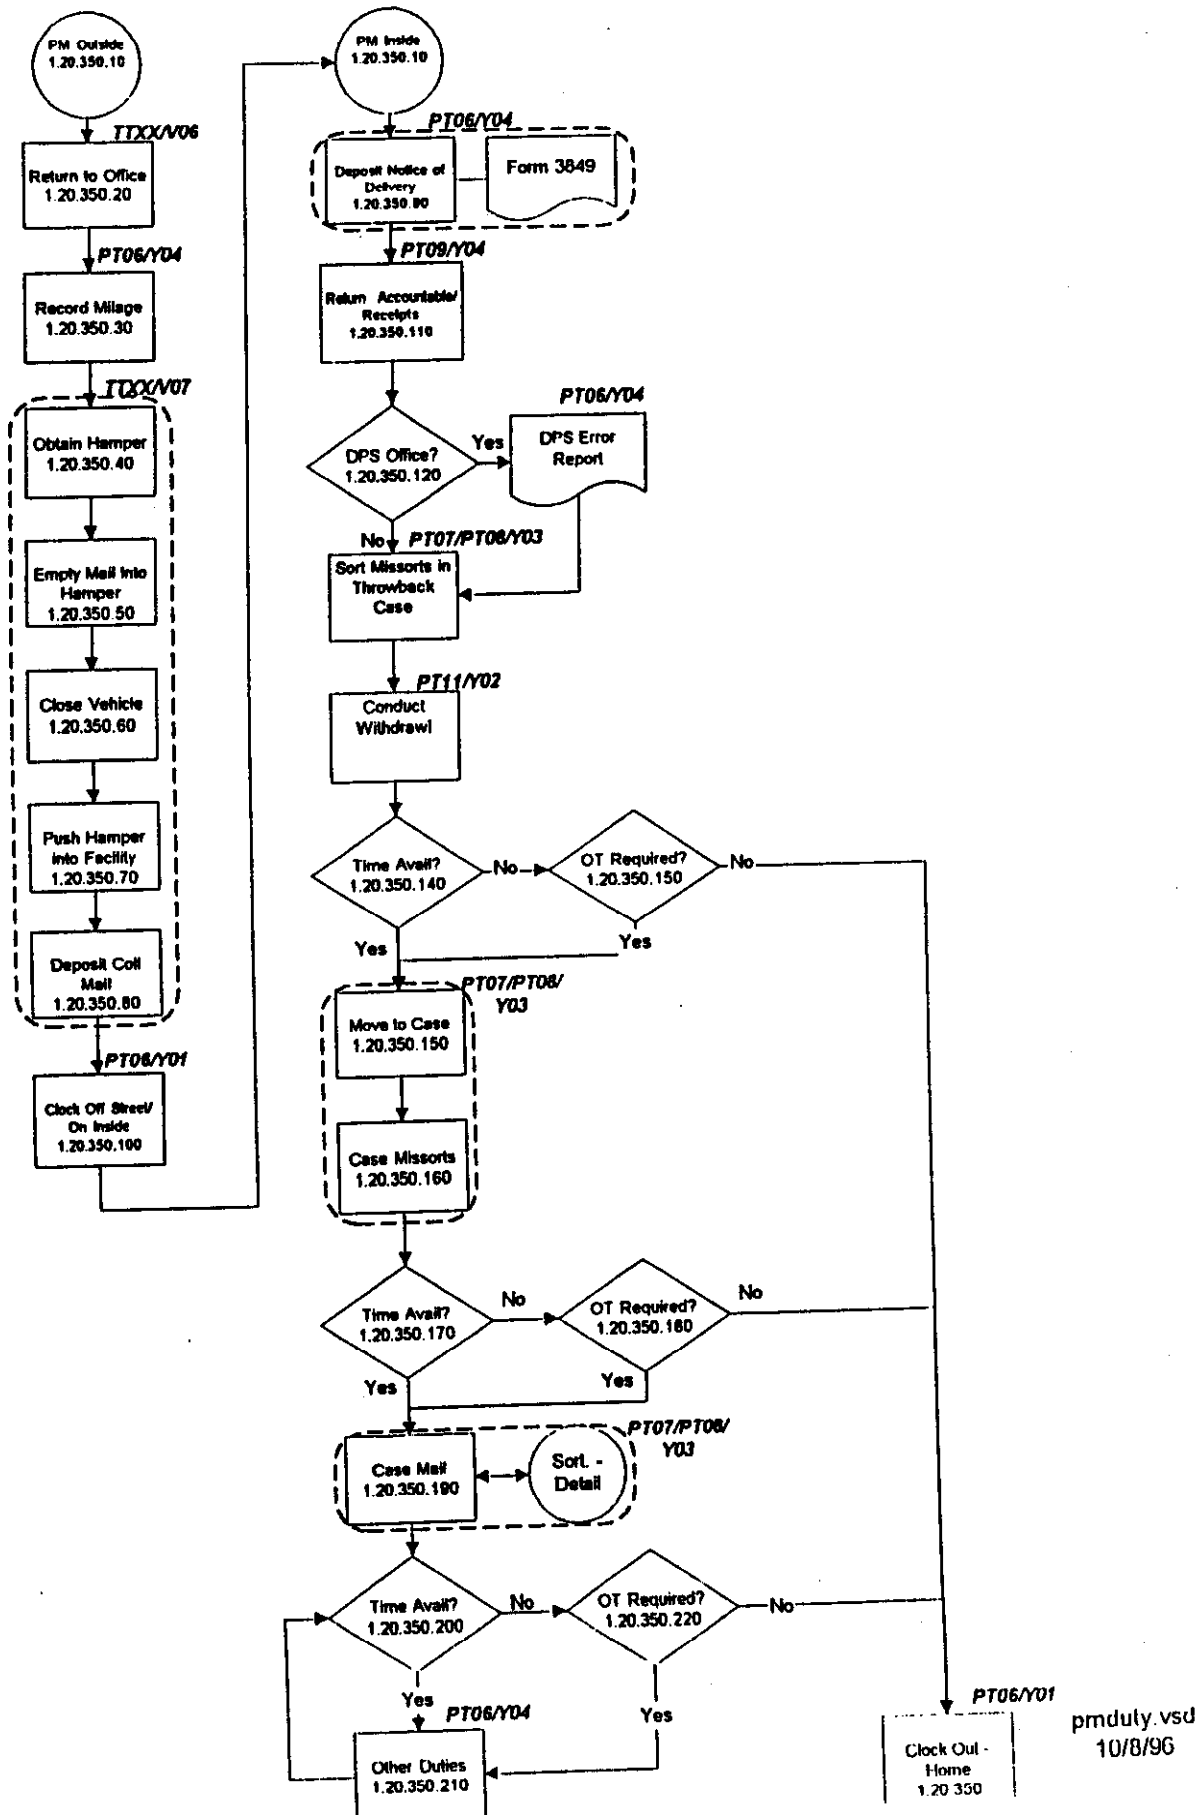 PM Outside
1.20.350.10
TTXX/V06
Return to Office
1.20.350.20
PT06/Y04
Record Milage
1.20.350.30
TTXX/V07
Obtain Hamper
1.20.350.40
Empty Mail Into
Hamper
1.20.350.50
Close Vehicle
1.20.350.60
Push Hamper
into Facility
1.20.350.70
Deposit Coll
Mail
1.20.350.80
PT06/Y01
Clock Off Street/
On Inside
1.20.350.100
PM Inside
1.20.350.10
PT06/Y04
Deposit Notice of
Delivery
1.20.350.90
Form 3849
PT09/Y04
Return Accountable/
Receipts
1.20.350.110
DPS Office?
1.20.350.120
Yes
PT06/Y04
DPS Error
Report
No
PT07/PT08/Y03
Sort Missorts in
Throwback
Case
PT11/Y02
Conduct
Withdrawl
Time Avail?
1.20.350.140
No
OT Required?
1.20.350.150
No
Yes
Yes
PT07/PT08/
Y03
Move to Case
1.20.350.150
Case Missorts
1.20.350.160
Time Avail?
1.20.350.170
No
OT Required?
1.20.350.180
No
Yes
Yes
PT07/PT08/
Y03
Case Mail
1.20.350.190
Sort. -
Detail
Time Avail?
1.20.350.200
No
OT Required?
1.20.350.220
No
Yes
PT06/Y04
Yes
Other Duties
1.20.350.210
PT06/Y01
Clock Out -
Home
1.20.350
pmduty.vsd
10/8/96